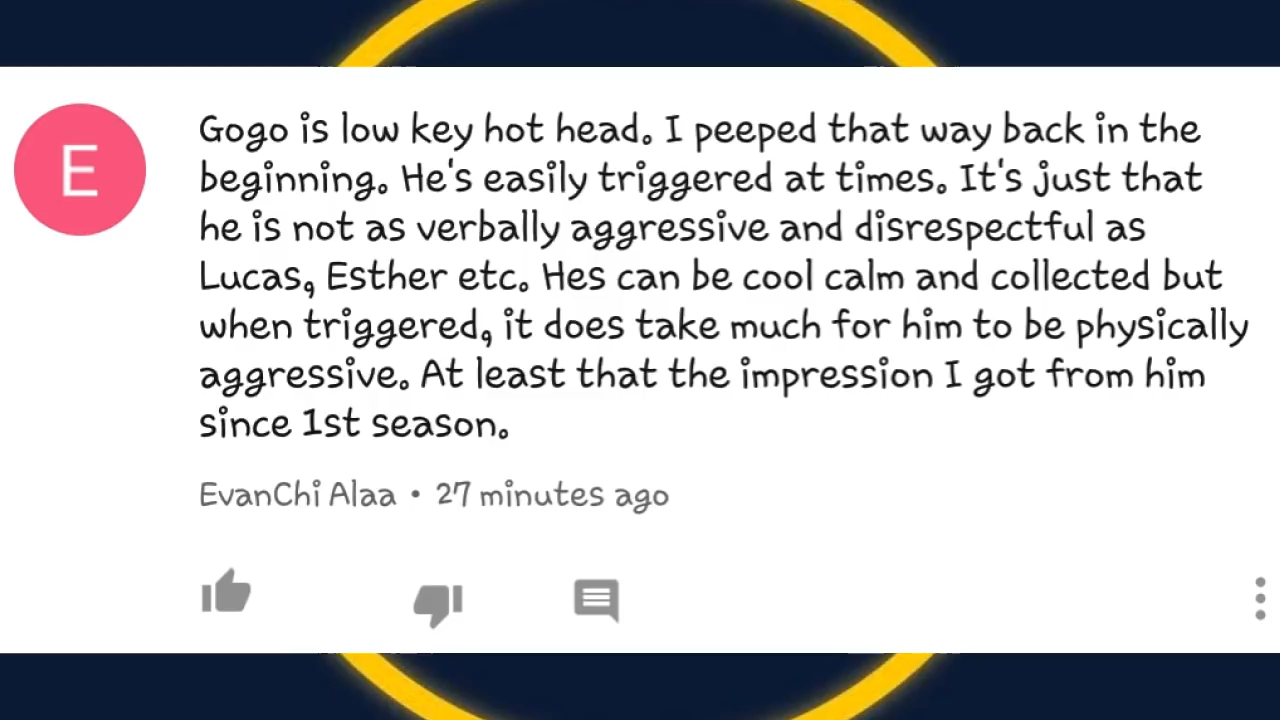 E
Gogo is low key hot head. I peeped that way back in the
beginning. He's easily triggered at times. It's just that
he is not as verbally aggressive and disrespectful as
Lucas, Esther etc. Hes can be cool calm and collected but
when triggered, it does take much for him to be physically
aggressive. At least that the impression I got from him
since 1st season.
EvanChi Alaa • 27 minutes ago